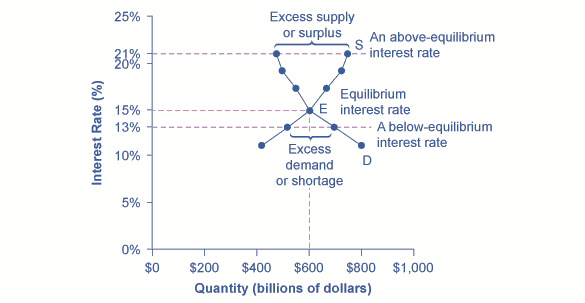 Excess supply
or surplus
S
An above-equilibrium
interest rate
25%
21%
20%
15%
13%
10%
5%
0%
Interest Rate (%)
Equilibrium
interest rate
E
A below-equilibrium
interest rate
Excess
demand
or shortage
D
$0
$200
$400
$600
$800
$1,000
Quantity (billions of dollars)